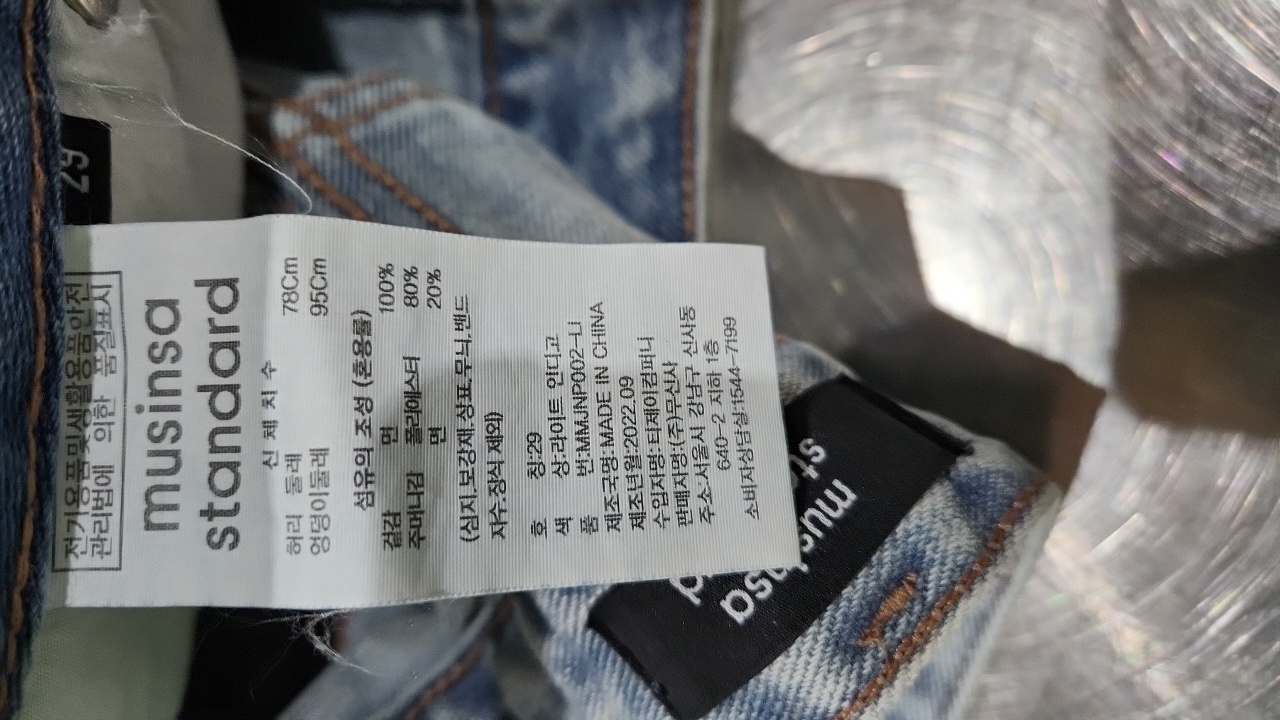 전기용품및생활용품안전
관리법에 의한 품질표시
musinsa
standard
신 체 치 수
허리 둘레 78Cm
엉덩이둘레 95Cm
섬유의 조성 (혼용률)
겉감 면 100%
주머니감 폴리에스터 80%
면 20%
(심지.보강재.상표.무늬.밴드
자수.장식 제외)
호 칭:29
색 상:라이트 인디고
품 번:MMJNP002-LI
제조국명:MADE IN CHINA
제조년월:2022.09
수입자명:티제이컴퍼니
판매자명:(주)무신사
주소:서울시 강남구 신사동
640-2 지하 1층
소비자상담실:1544-7199
29
musinsa
st d